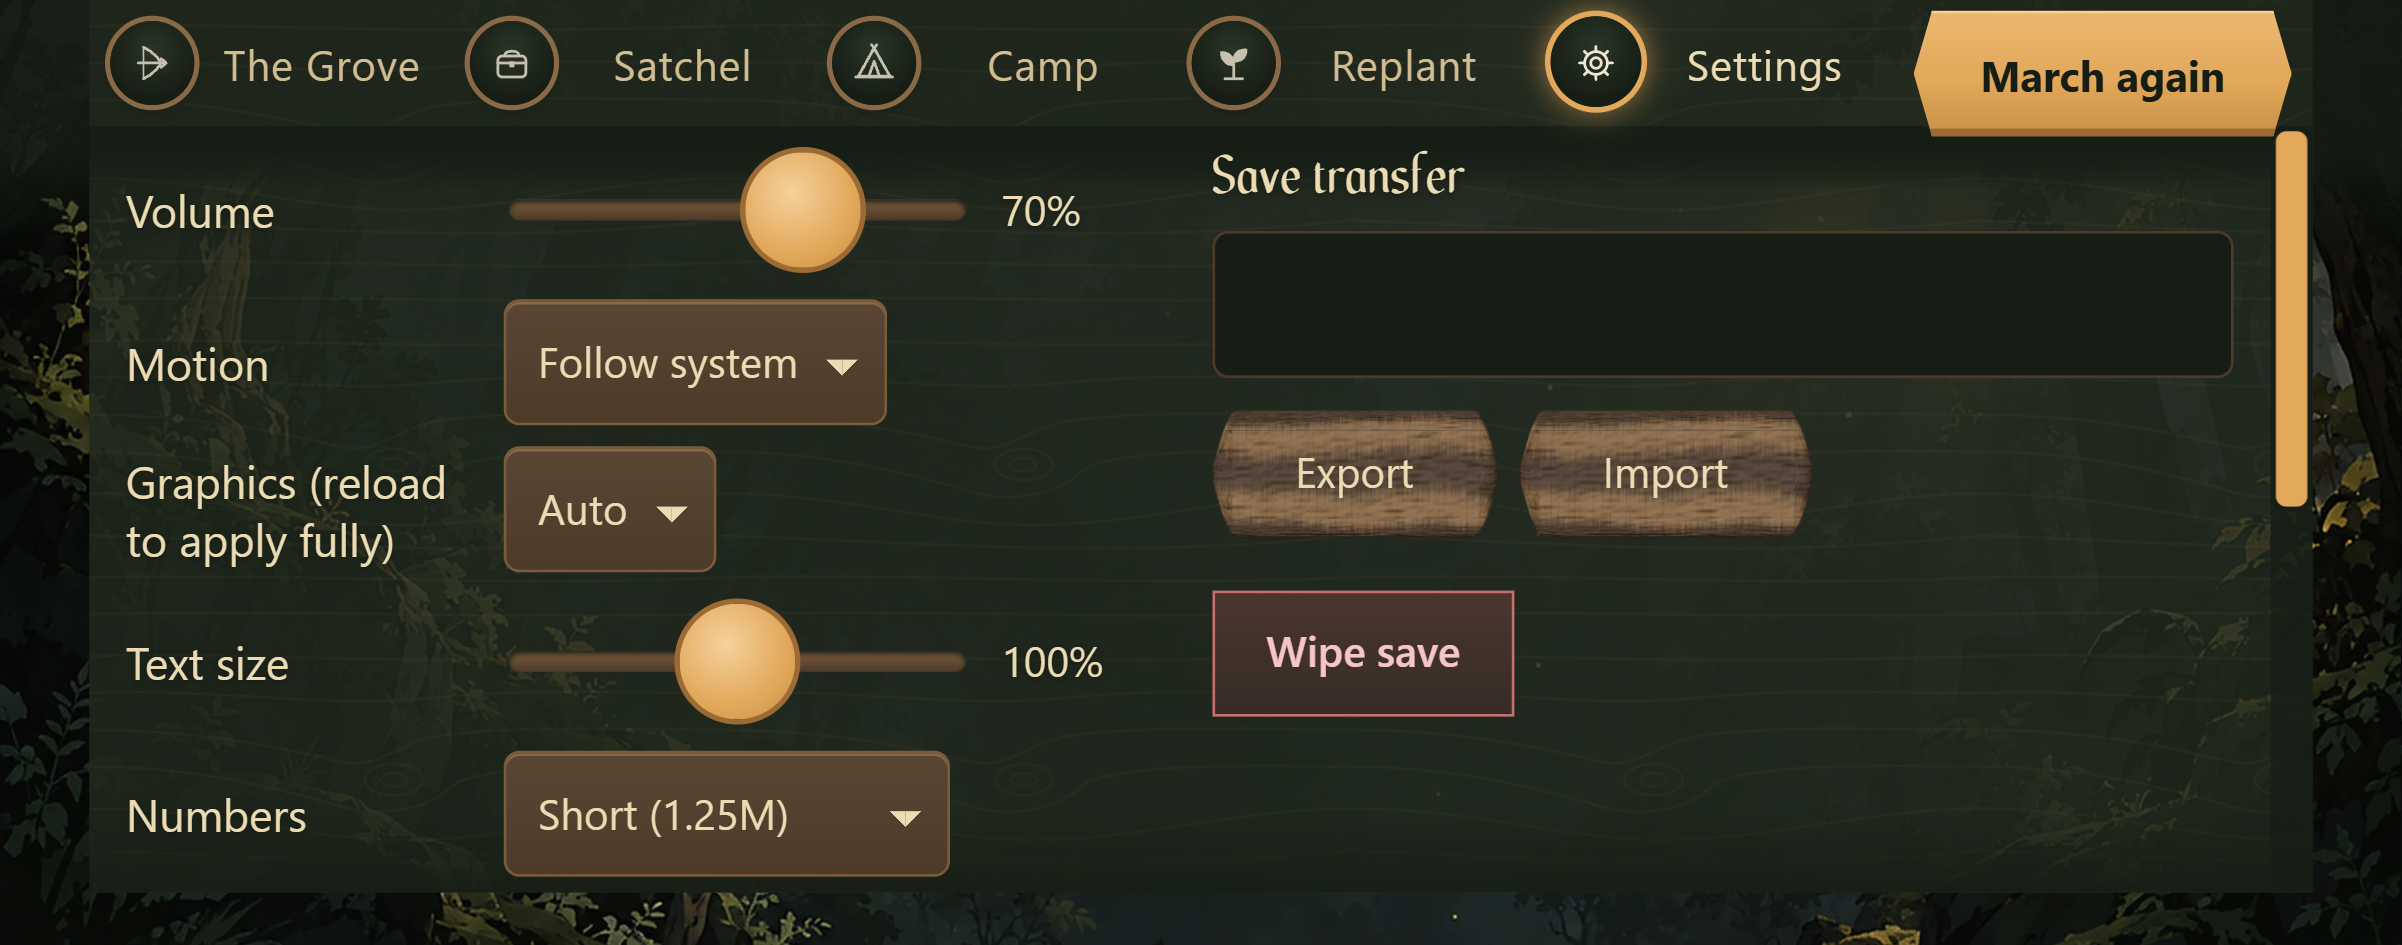 The Grove
Satchel
Camp
Replant
Settings
March again
Volume
70%
Motion
Follow system
Graphics (reload
to apply fully)
Auto
Text size
100%
Numbers
Short (1.25M)
Save transfer
Export
Import
Wipe save